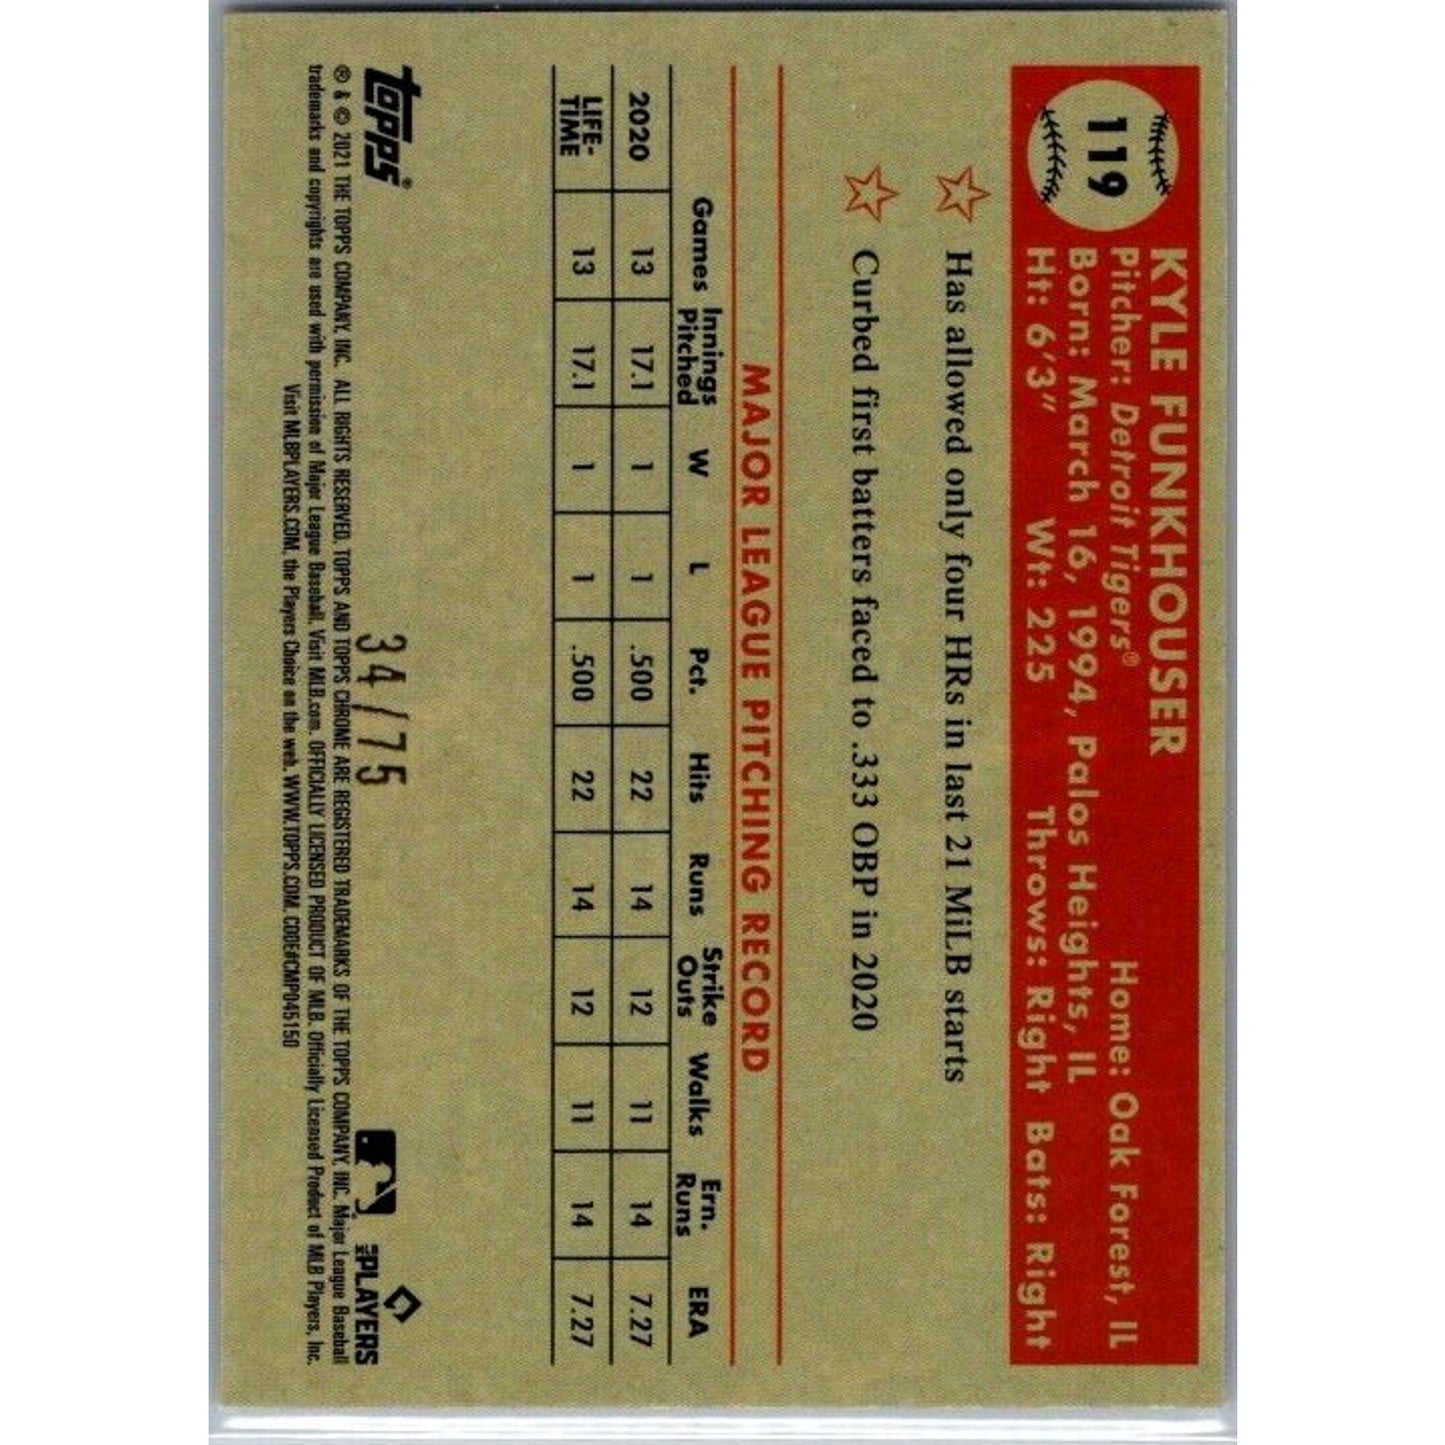 119
KYLE FUNKHOUSER
Pitcher: Detroit Tigers® Home: Oak Forest, IL
Born: March 16, 1994, Palos Heights, IL
Ht: 6'3" Wt: 225 Throws: Right Bats: Right
Has allowed only four HRs in last 21 MiLB starts
Curbed first batters faced to .333 OBP in 2020
MAJOR LEAGUE PITCHING RECORD
Games Innings Pitched W L Pct. Hits Runs Strike Outs Walks Ern. Runs ERA
2020 13 17.1 1 1 .500 22 14 12 11 14 7.27
LIFE-TIME 13 17.1 1 1 .500 22 14 12 11 14 7.27
topps®
34/75
MLB PLAYERS
® & © 2021 THE TOPPS COMPANY, INC. ALL RIGHTS RESERVED. TOPPS AND TOPPS CHROME ARE REGISTERED TRADEMARKS OF THE TOPPS COMPANY, INC. Major League Baseball
trademarks and copyrights are used with permission of Major League Baseball. Visit MLB.com. OFFICIALLY LICENSED PRODUCT OF MLB. Officially Licensed Product of MLB Players, Inc.
Visit MLBPLAYERS.COM, the Players Choice on the web. WWW.TOPPS.COM. CODE#CMP045150